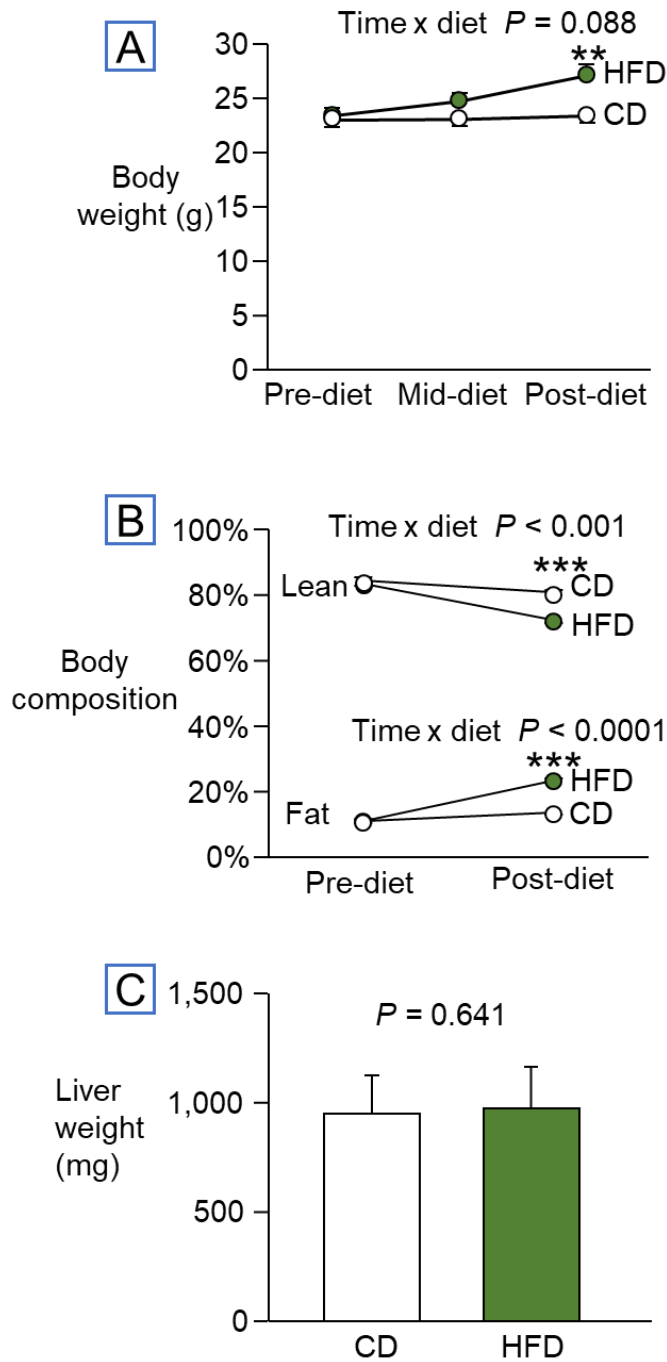 A
Time x diet P = 0.088
30
**
HFD
25
CD
20
Body
weight (g)
15
10
5
0
Pre-diet Mid-diet Post-diet
B
100%
Time x diet P < 0.001
***
Lean
80%
CD
HFD
Body
composition
60%
40%
Time x diet P < 0.0001
***
20%
HFD
Fat
CD
0%
Pre-diet Post-diet
C
1,500
P = 0.641
Liver
weight
(mg)
1,000
500
0
CD HFD